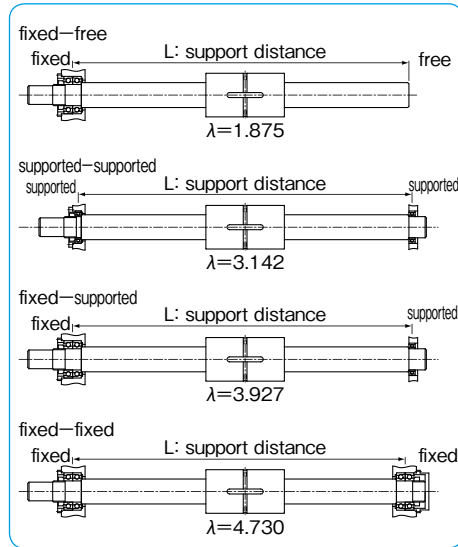 fixed−free
fixed L: support distance free
λ=1.875
supported−supported
supported L: support distance supported
λ=3.142
fixed−supported
fixed L: support distance supported
λ=3.927
fixed−fixed
fixed L: support distance fixed
λ=4.730